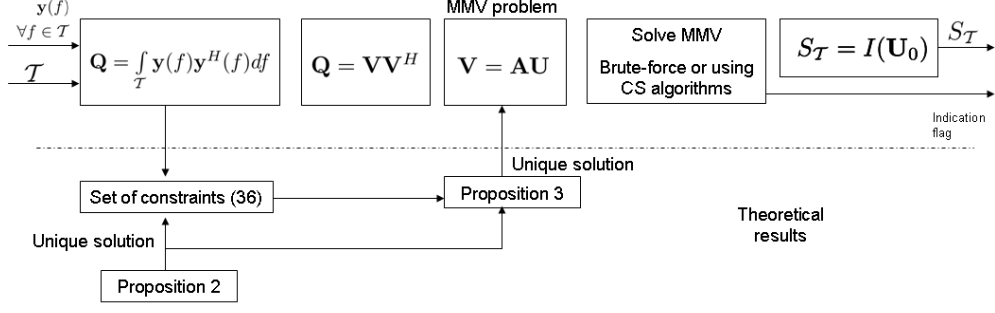 y(f)
∀f ∈ 𝒯
𝒯
Q = ∫_𝒯 y(f)y^H(f)df
Q = VV^H
MMV problem
V = AU
Solve MMV
Brute-force or using
CS algorithms
S_𝒯 = I(U_0)
S_𝒯
Indication
flag
Unique solution
Set of constraints (36)
Proposition 3
Unique solution
Theoretical
results
Proposition 2